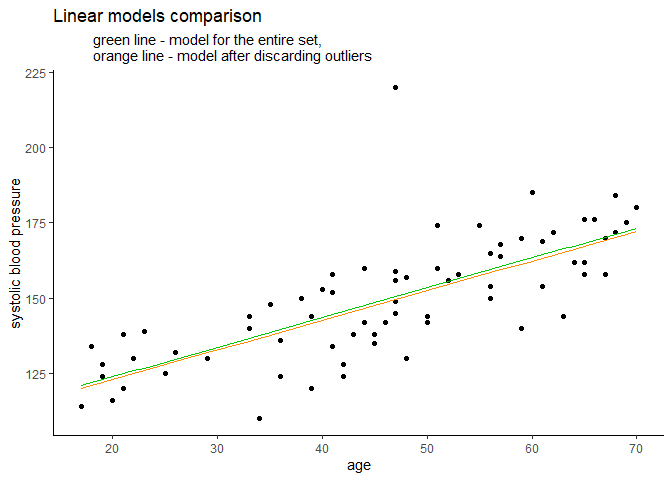 Linear models comparison
green line - model for the entire set,
orange line - model after discarding outliers
225
200
175
150
125
systolic blood pressure
20 30 40 50 60 70
age